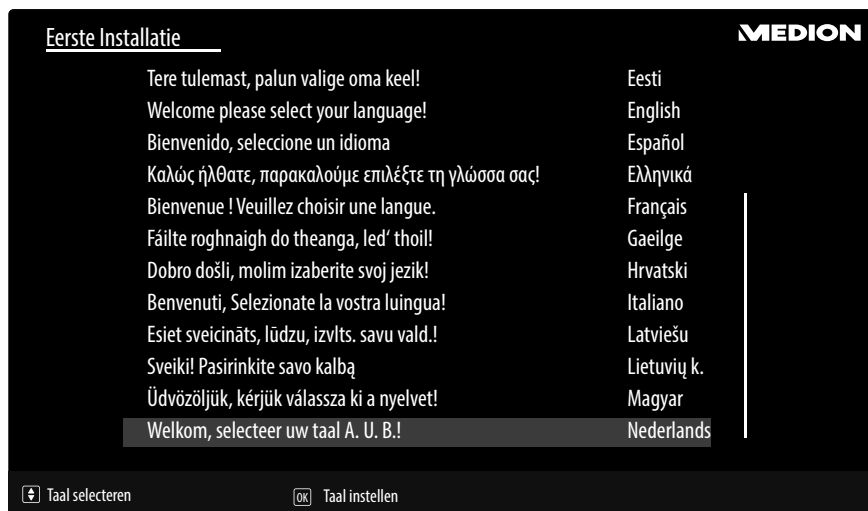 Eerste Installatie
MEDION
Tere tulemast, palun valige oma keel! Eesti
Welcome please select your language! English
Bienvenido, seleccione un idioma Español
Καλώς ήλθατε, παρακαλούμε επιλέξτε τη γλώσσα σας! Ελληνικά
Bienvenue ! Veuillez choisir une langue. Français
Fáilte roghnaigh do theanga, led‘ thoil! Gaeilge
Dobro došli, molim izaberite svoj jezik! Hrvatski
Benvenuti, Selezionate la vostra luingua! Italiano
Esiet sveicināts, lūdzu, izvlts. savu vald.! Latviešu
Sveiki! Pasirinkite savo kalbą Lietuvių k.
Üdvözöljük, kérjük válassza ki a nyelvet! Magyar
Welkom, selecteer uw taal A. U. B.! Nederlands
Taal selecteren OK Taal instellen